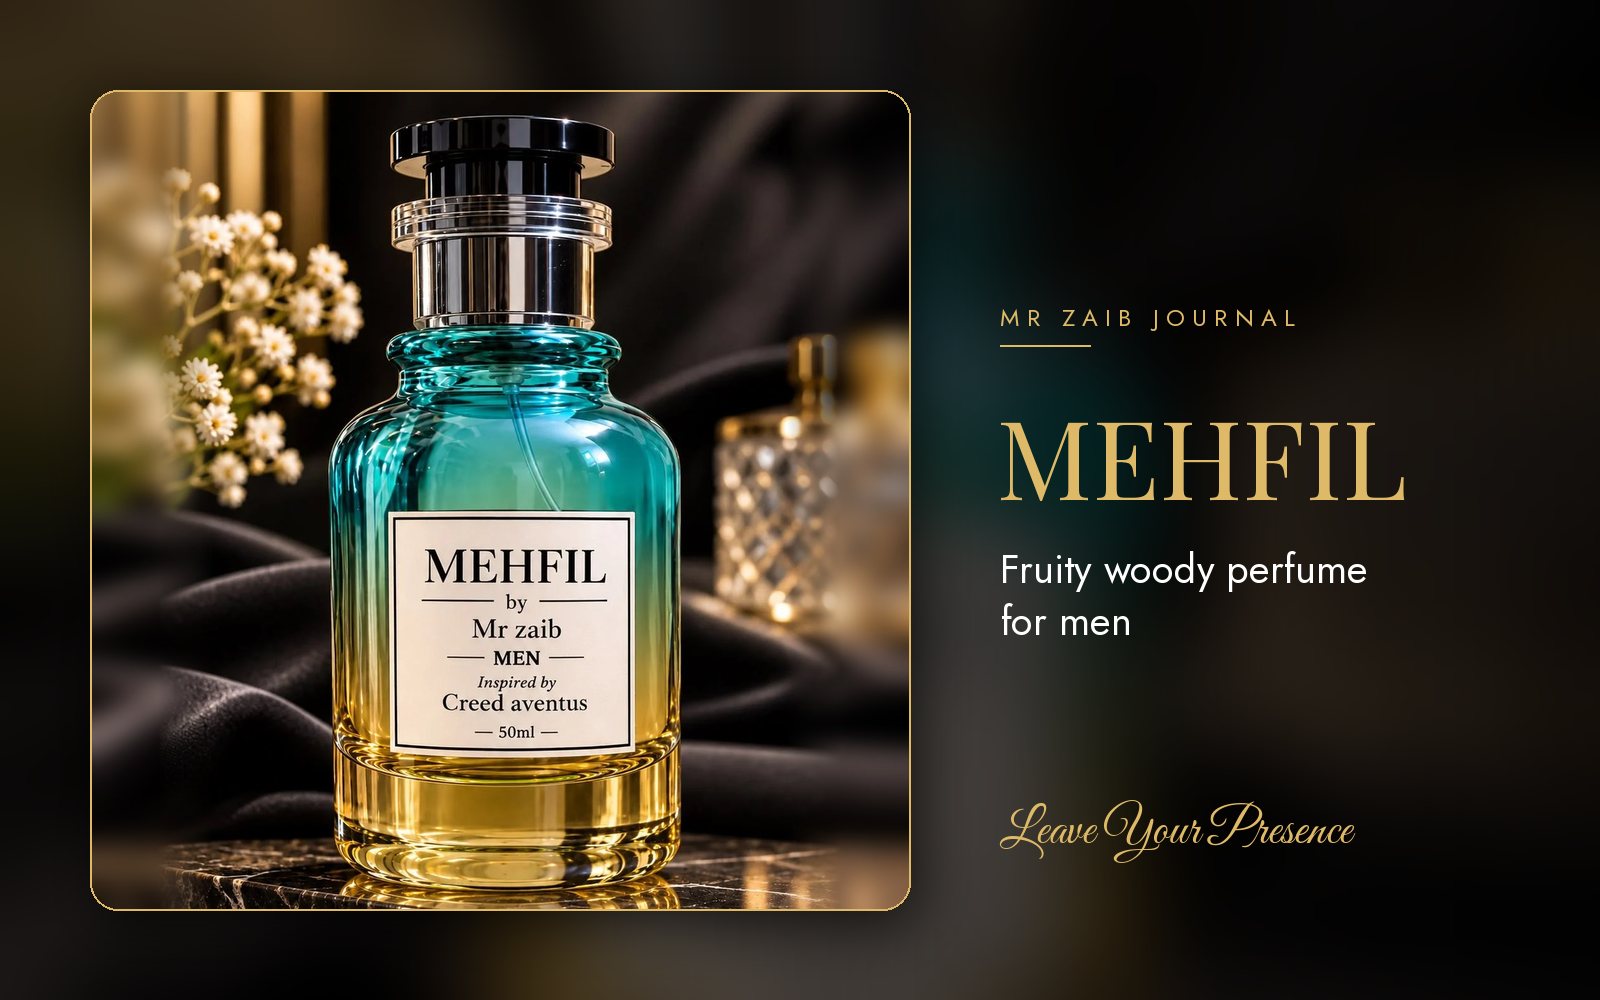 MEHFIL
by
Mr zaib
MEN
Inspired by
Creed aventus
50ml
MR ZAIB JOURNAL
MEHFIL
Fruity woody perfume
for men
Leave Your Presence